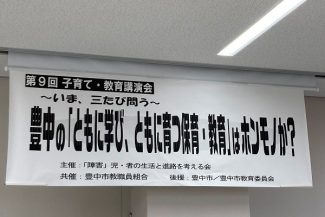 第9回 子育て・教育講演会
～いま、三たび問う～
豊中の「ともに学び、ともに育つ保育・教育」はホンモノか？
主催：「障害」児・者の生活と進路を考える会
共催：豊中市教職員組合　後援：豊中市／豊中市教育委員会